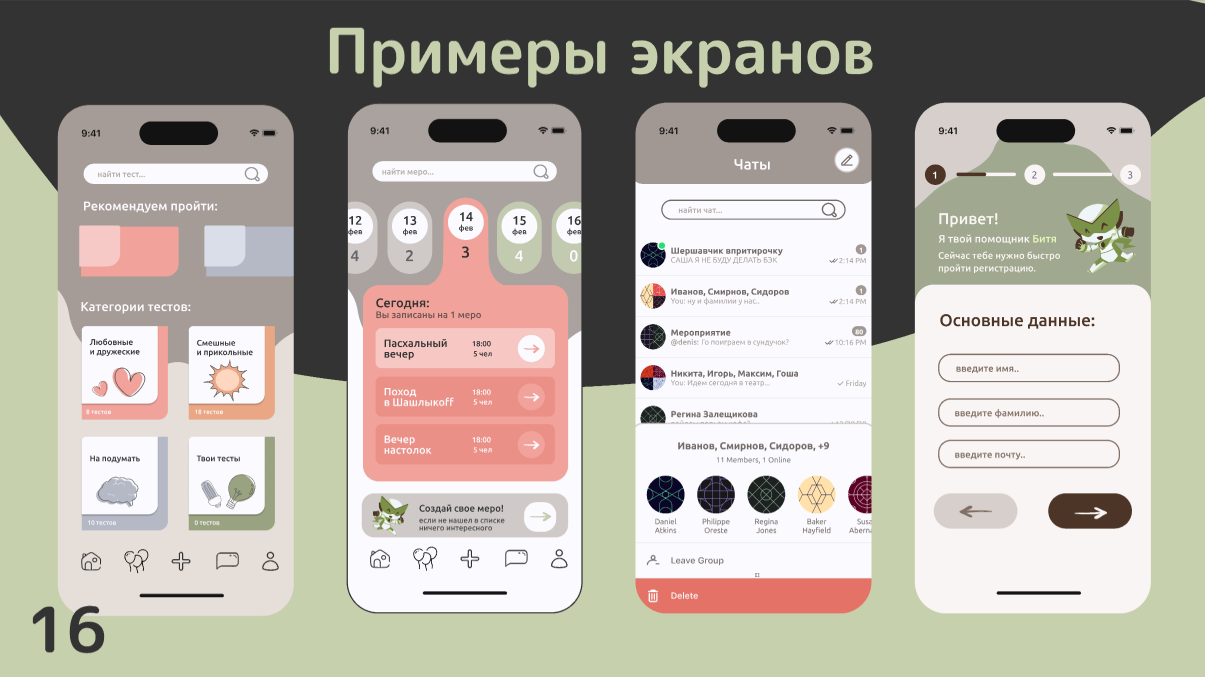 Примеры экранов
9:41
найти тест...
Рекомендуем пройти:
Категории тестов:
Любовные
и дружеские
6 тестов
Смешные
и прикольные
18 тестов
На подумать
10 тестов
Твои тесты
0 тестов
9:41
найти меро...
12
фев
4
13
фев
2
14
фев
3
15
фев
4
16
фев
0
Сегодня:
Вы записаны на 1 меро
Пасхальный
вечер
18:00
5 чел
Поход
в Шашлыкоff
18:00
5 чел
Вечер
настолок
18:00
5 чел
Создай свое меро!
если не нашел в списке
ничего интересного
9:41
Чаты
найти чат...
Шершавчик впритирочку
САША Я НЕ БУДУ ДЕЛАТЬ БЭК
1
2:14 PM
Иванов, Смирнов, Сидоров
You: ну и фамилии у нас..
1
2:14 PM
Мероприятие
@denis: Го поиграем в сундучок?
80
10:16 PM
Никита, Игорь, Максим, Гоша
You: Идем сегодня в театр...
Friday
Регина Залещикова
Иванов, Смирнов, Сидоров, +9
11 Members, 1 Online
Daniel
Atkins
Philippe
Oreste
Regina
Jones
Baker
Hayfield
Susa
Abern
Leave Group
Delete
9:41
1
2
3
Привет!
Я твой помощник Битя
Сейчас тебе нужно быстро
пройти регистрацию.
Основные данные:
введите имя..
введите фамилию..
введите почту..
16